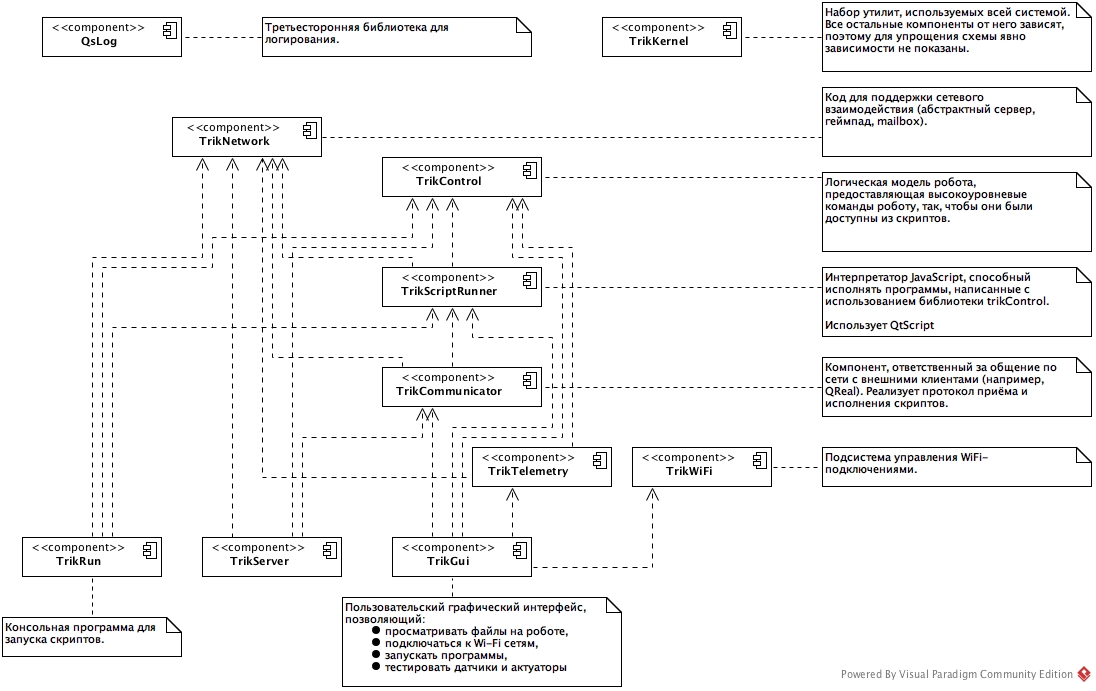 <<component>>
QsLog
Третьесторонняя библиотека для
логирования.
<<component>>
TrikKernel
Набор утилит, используемых всей системой.
Все остальные компоненты от него зависят,
поэтому для упрощения схемы явно
зависимости не показаны.
<<component>>
TrikNetwork
Код для поддержки сетевого
взаимодействия (абстрактный сервер,
геймпад, mailbox).
<<component>>
TrikControl
Логическая модель робота,
предоставляющая высокоуровневые
команды роботу, так, чтобы они были
доступны из скриптов.
<<component>>
TrikScriptRunner
Интерпретатор JavaScript, способный
исполнять программы, написанные с
использованием библиотеки trikControl.
Использует QtScript
<<component>>
TrikCommunicator
Компонент, ответственный за общение по
сети с внешними клиентами (например,
QReal). Реализует протокол приёма и
исполнения скриптов.
<<component>>
TrikTelemetry
<<component>>
TrikWiFi
Подсистема управления WiFi-
подключениями.
<<component>>
TrikRun
<<component>>
TrikServer
<<component>>
TrikGui
Консольная программа для
запуска скриптов.
Пользовательский графический интерфейс,
позволяющий:
● просматривать файлы на роботе,
● подключаться к Wi-Fi сетям,
● запускать программы,
● тестировать датчики и актуаторы
Powered By Visual Paradigm Community Edition